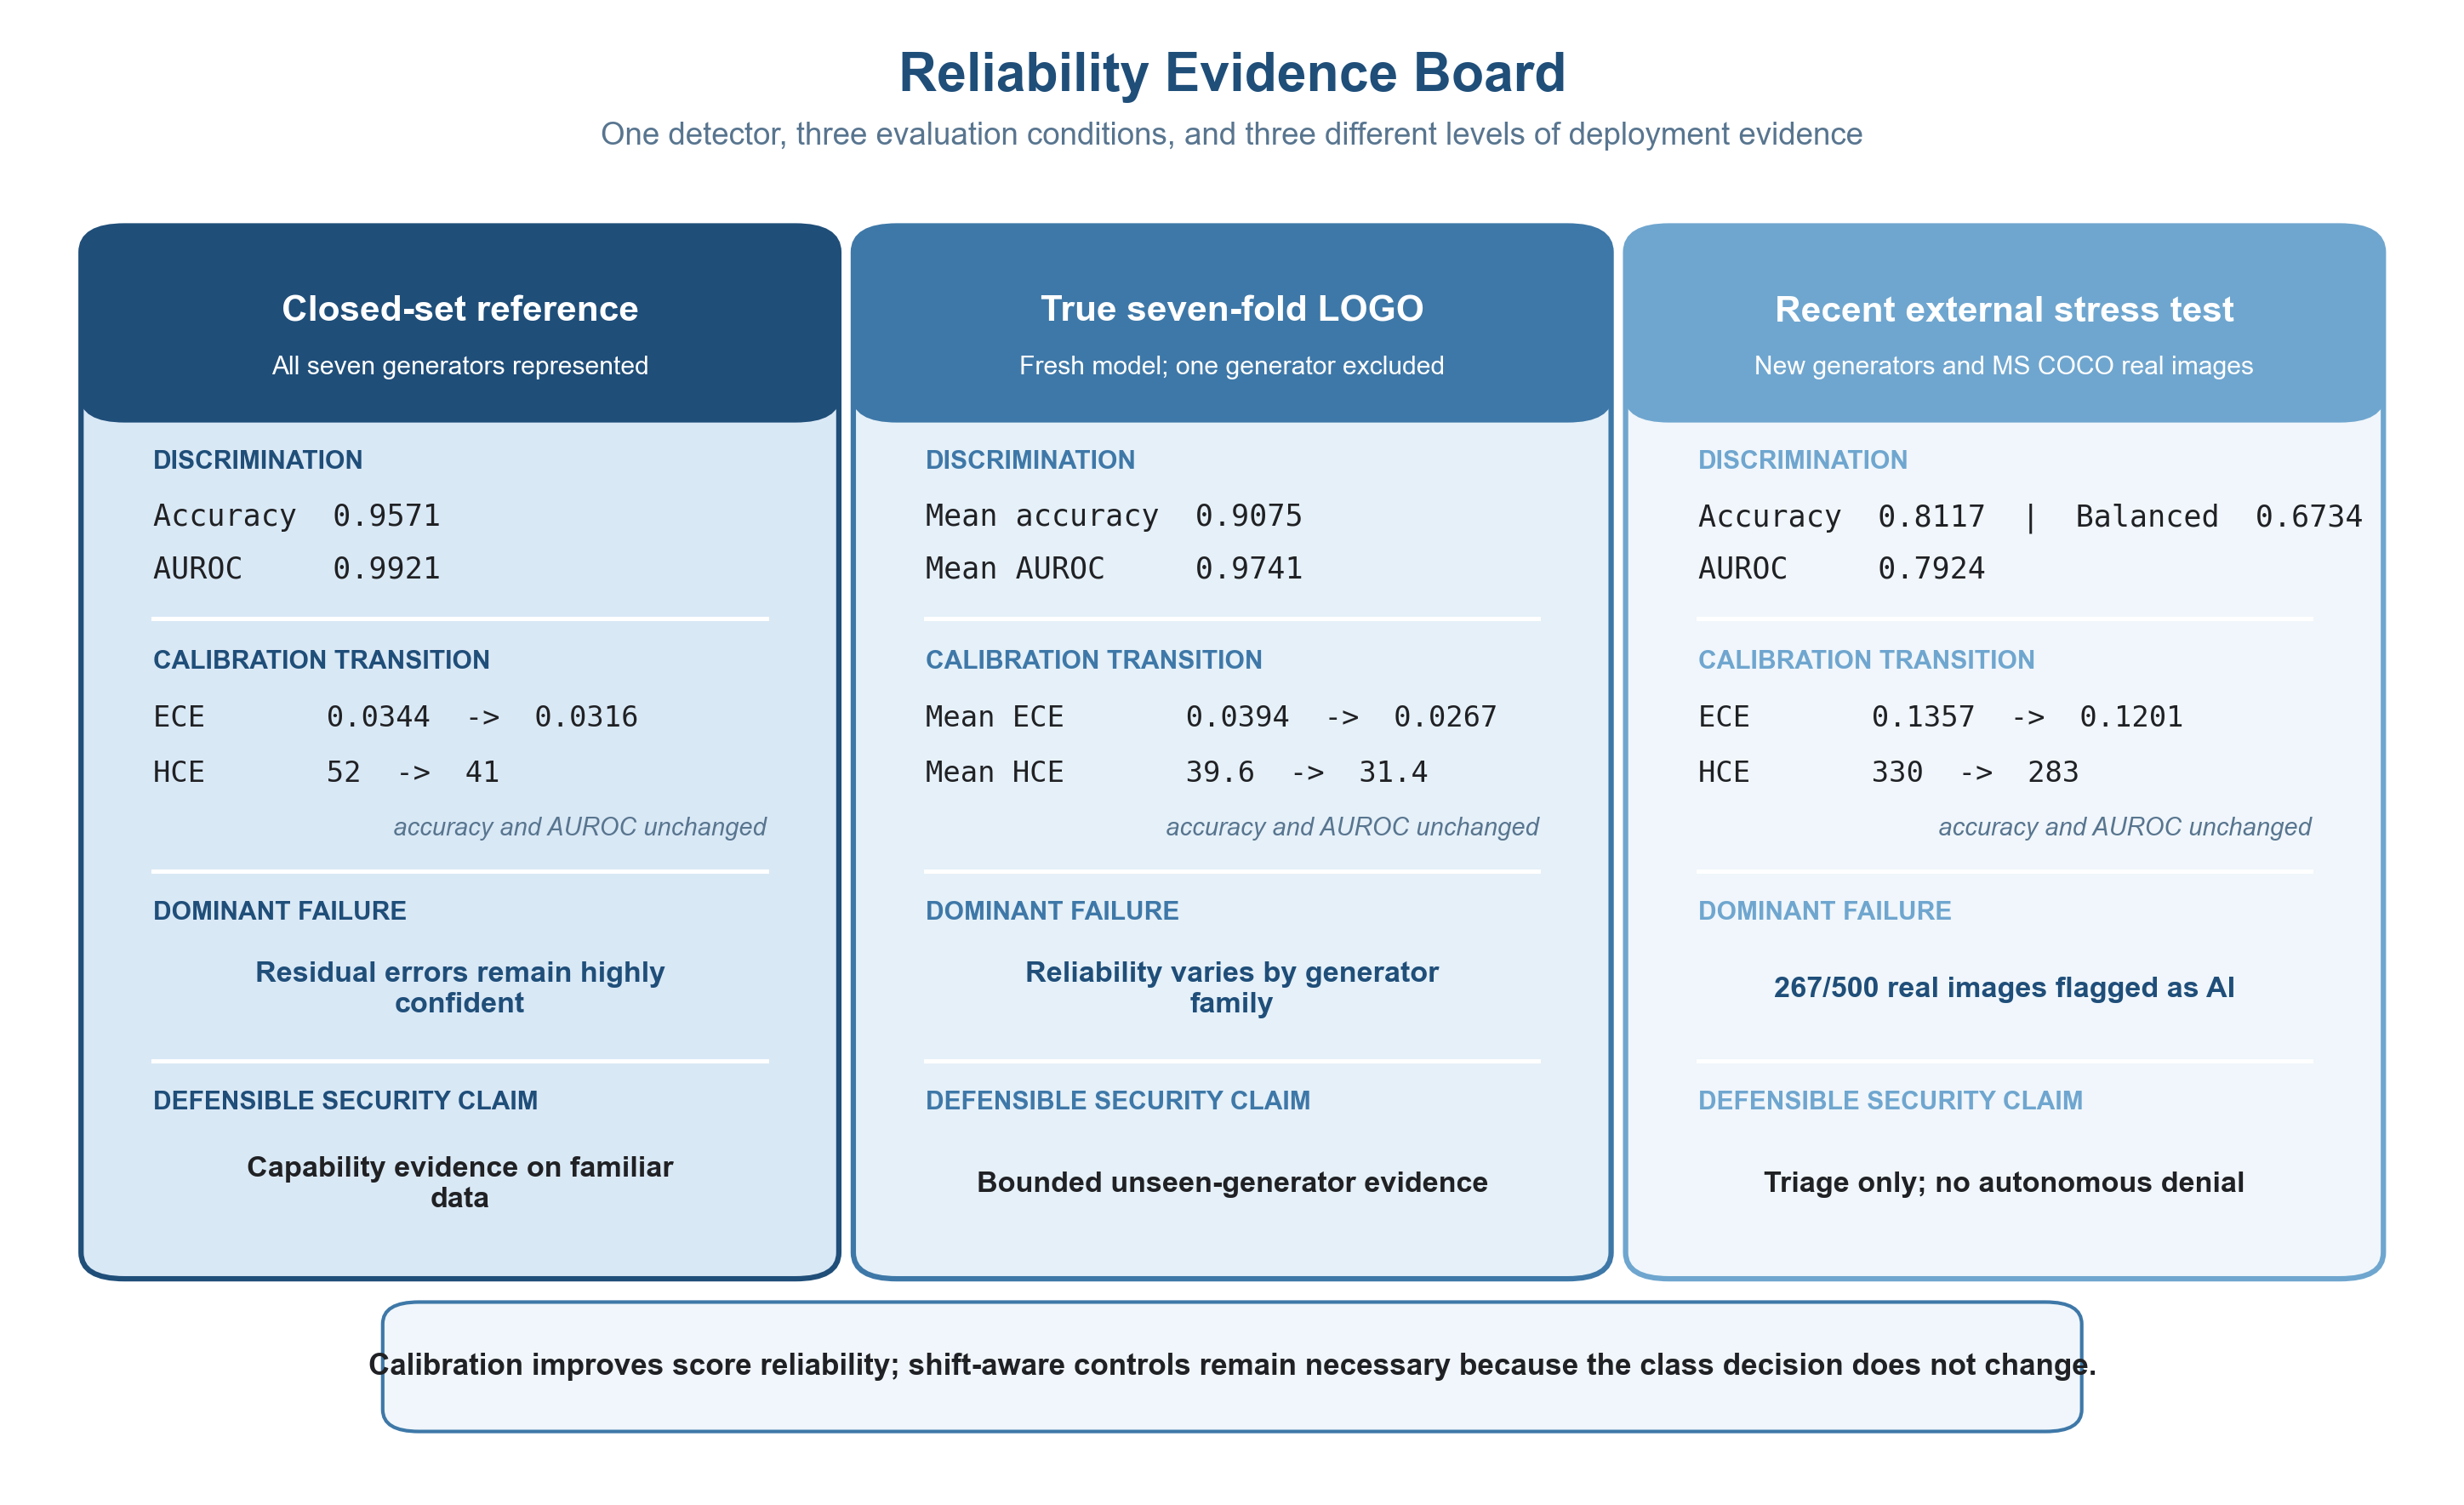 Reliability Evidence Board
One detector, three evaluation conditions, and three different levels of deployment evidence
Closed-set reference
All seven generators represented
DISCRIMINATION
Accuracy 0.9571
AUROC 0.9921
CALIBRATION TRANSITION
ECE 0.0344 -> 0.0316
HCE 52 -> 41
accuracy and AUROC unchanged
DOMINANT FAILURE
Residual errors remain highly
confident
DEFENSIBLE SECURITY CLAIM
Capability evidence on familiar
data
True seven-fold LOGO
Fresh model; one generator excluded
DISCRIMINATION
Mean accuracy 0.9075
Mean AUROC 0.9741
CALIBRATION TRANSITION
Mean ECE 0.0394 -> 0.0267
Mean HCE 39.6 -> 31.4
accuracy and AUROC unchanged
DOMINANT FAILURE
Reliability varies by generator
family
DEFENSIBLE SECURITY CLAIM
Bounded unseen-generator evidence
Recent external stress test
New generators and MS COCO real images
DISCRIMINATION
Accuracy 0.8117 | Balanced 0.6734
AUROC 0.7924
CALIBRATION TRANSITION
ECE 0.1357 -> 0.1201
HCE 330 -> 283
accuracy and AUROC unchanged
DOMINANT FAILURE
267/500 real images flagged as AI
DEFENSIBLE SECURITY CLAIM
Triage only; no autonomous denial
Calibration improves score reliability; shift-aware controls remain necessary because the class decision does not change.